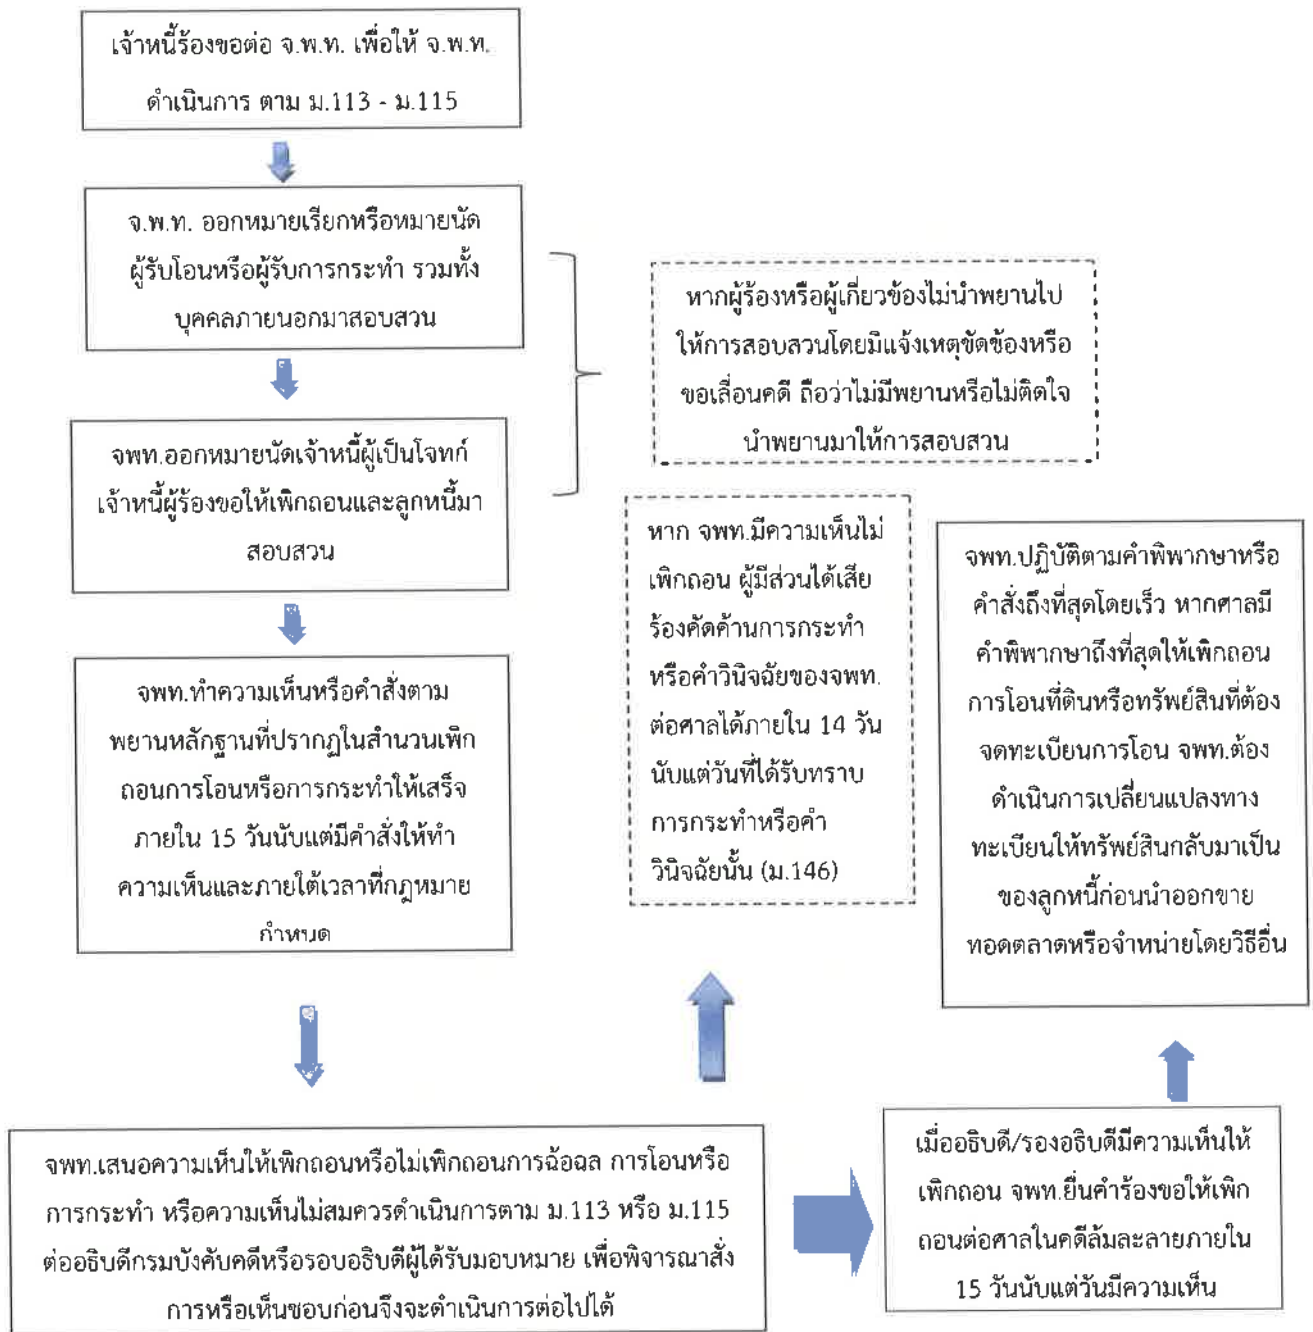 เจ้าหนี้ร้องขอต่อ จ.พ.ท. เพื่อให้ จ.พ.ท.
ดำเนินการ ตาม ม.113 - ม.115
จ.พ.ท. ออกหมายเรียกหรือหมายนัด
ผู้รับโอนหรือผู้รับการกระทำ รวมทั้ง
บุคคลภายนอกมาสอบสวน
หากผู้ร้องหรือผู้เกี่ยวข้องไม่นำพยานไป
ให้การสอบสวนโดยมิแจ้งเหตุขัดข้องหรือ
ขอเลื่อนคดี ถือว่าไม่มีพยานหรือไม่ติดใจ
นำพยานมาให้การสอบสวน
จพท.ออกหมายนัดเจ้าหนี้ผู้เป็นโจทก์
เจ้าหนี้ผู้ร้องขอให้เพิกถอนและลูกหนี้มา
สอบสวน
จพท.ทำความเห็นหรือคำสั่งตาม
พยานหลักฐานที่ปรากฏในสำนวนเพิก
ถอนการโอนหรือการกระทำให้เสร็จ
ภายใน 15 วันนับแต่มีคำสั่งให้ทำ
ความเห็นและภายใต้เวลาที่กฎหมาย
กำหนด
หาก จพท.มีความเห็นไม่
เพิกถอน ผู้มีส่วนได้เสีย
ร้องคัดค้านการกระทำ
หรือคำวินิจฉัยของจพท.
ต่อศาลได้ภายใน 14 วัน
นับแต่วันที่ได้รับทราบ
การกระทำหรือคำ
วินิจฉัยนั้น (ม.146)
จพท.ปฏิบัติตามคำพิพากษาหรือ
คำสั่งถึงที่สุดโดยเร็ว หากศาลมี
คำพิพากษาถึงที่สุดให้เพิกถอน
การโอนที่ดินหรือทรัพย์สินที่ต้อง
จดทะเบียนการโอน จพท.ต้อง
ดำเนินการเปลี่ยนแปลงทาง
ทะเบียนให้ทรัพย์สินกลับมาเป็น
ของลูกหนี้ก่อนนำออกขาย
ทอดตลาดหรือจำหน่ายโดยวิธีอื่น
จพท.เสนอความเห็นให้เพิกถอนหรือไม่เพิกถอนการฉ้อฉล การโอนหรือ
การกระทำ หรือความเห็นไม่สมควรดำเนินการตาม ม.113 หรือ ม.115
ต่ออธิบดีกรมบังคับคดีหรือรอบอธิบดีผู้ได้รับมอบหมาย เพื่อพิจารณาสั่ง
การหรือเห็นชอบก่อนจึงจะดำเนินการต่อไปได้
เมื่ออธิบดี/รองอธิบดีมีความเห็นให้
เพิกถอน จพท.ยื่นคำร้องขอให้เพิก
ถอนต่อศาลในคดีล้มละลายภายใน
15 วันนับแต่วันมีความเห็น